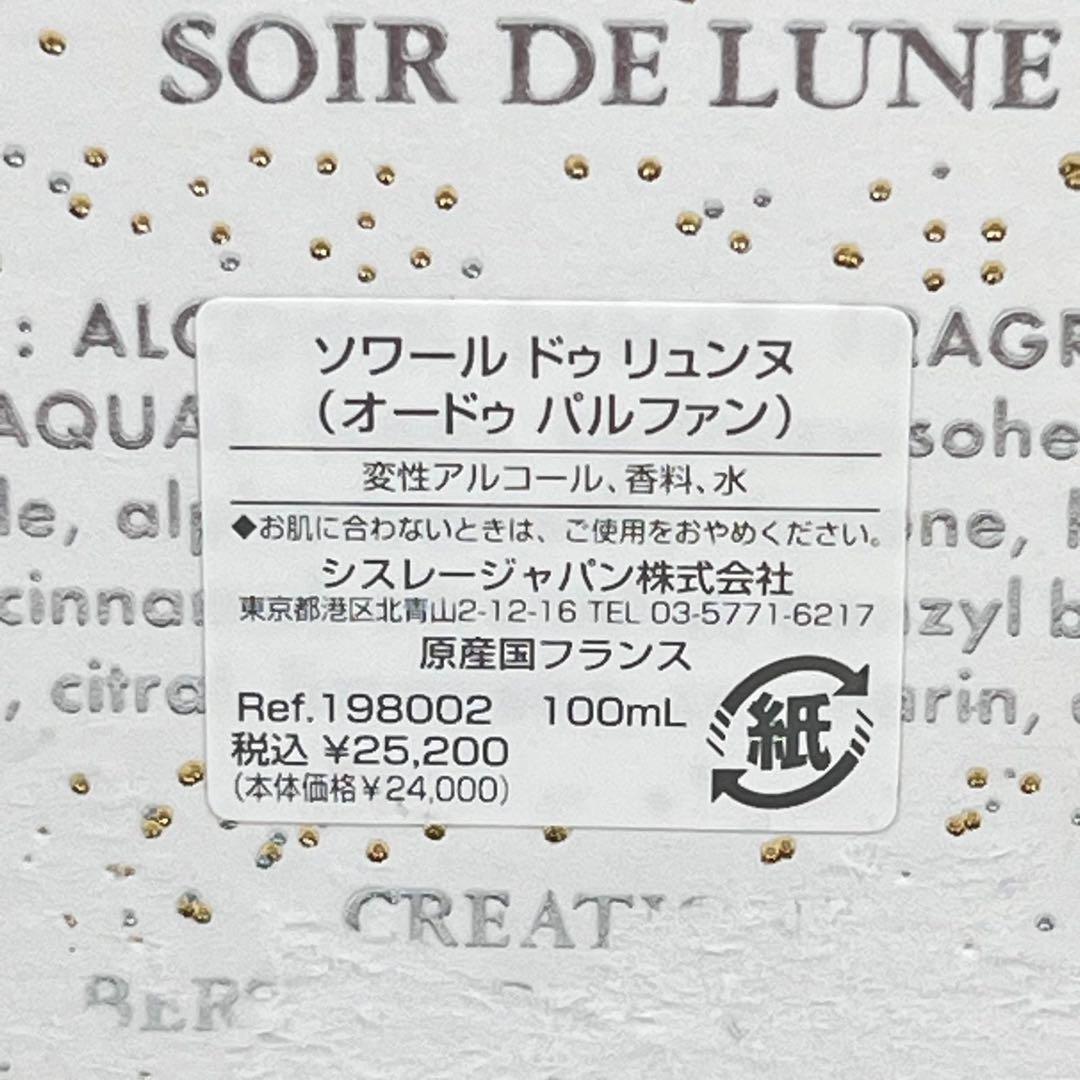 SOIR DE LUNE
ソワール ドゥ リュンヌ
(オードゥ パルファン)
変性アルコール、香料、水
◆お肌に合わないときは、ご使用をおやめください。
シスレージャパン株式会社
東京都港区北青山2-12-16 TEL 03-5771-6217
原産国フランス
Ref.198002 100mL
税込 ¥25,200
(本体価格¥24,000)
紙
AQUA
citra